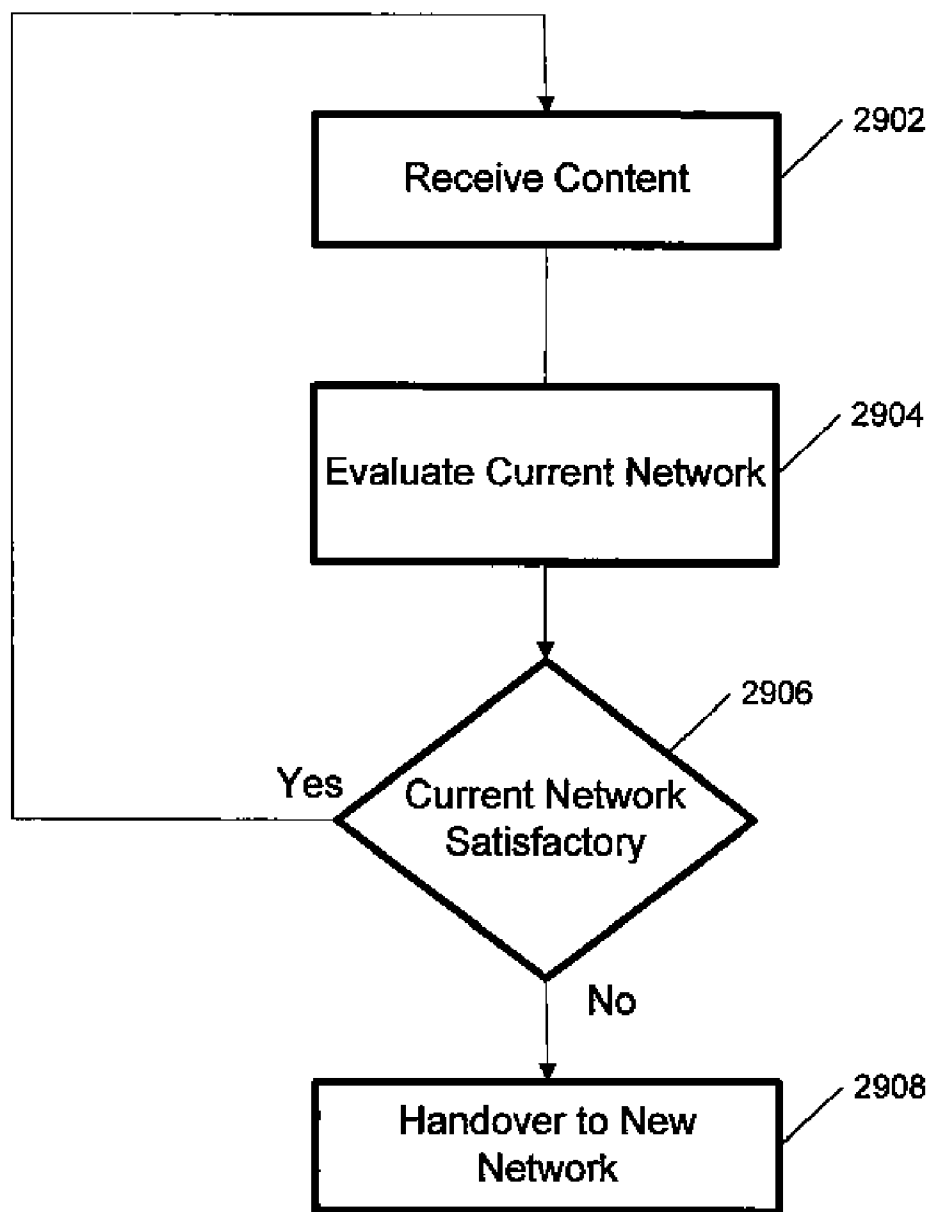 2902
Receive Content
2904
Evaluate Current Network
2906
Yes
Current Network
Satisfactory
No
2908
Handover to New
Network